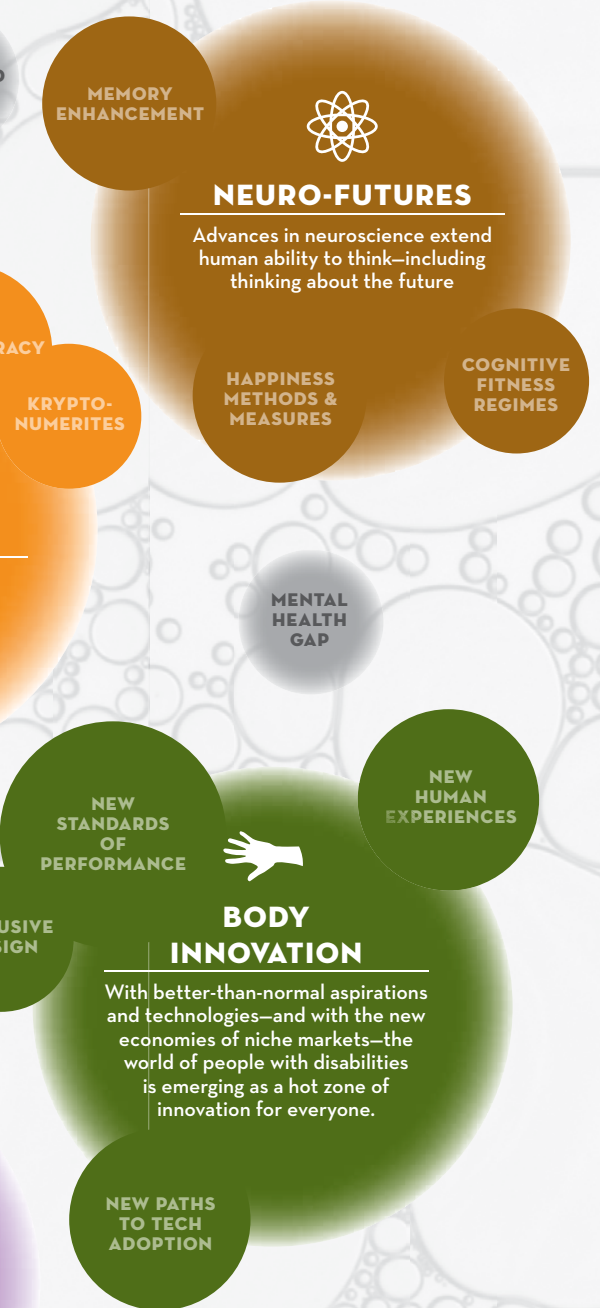 MEMORY
ENHANCEMENT
NEURO-FUTURES
Advances in neuroscience extend
human ability to think—including
thinking about the future
HAPPINESS
METHODS &
MEASURES
COGNITIVE
FITNESS
REGIMES
RACY
KRYPTO-
NUMERITES
MENTAL
HEALTH
GAP
NEW
STANDARDS
OF
PERFORMANCE
NEW
HUMAN
EXPERIENCES
USIVE
SIGN
BODY
INNOVATION
With better-than-normal aspirations
and technologies—and with the new
economies of niche markets—the
world of people with disabilities
is emerging as a hot zone of
innovation for everyone.
NEW PATHS
TO TECH
ADOPTION